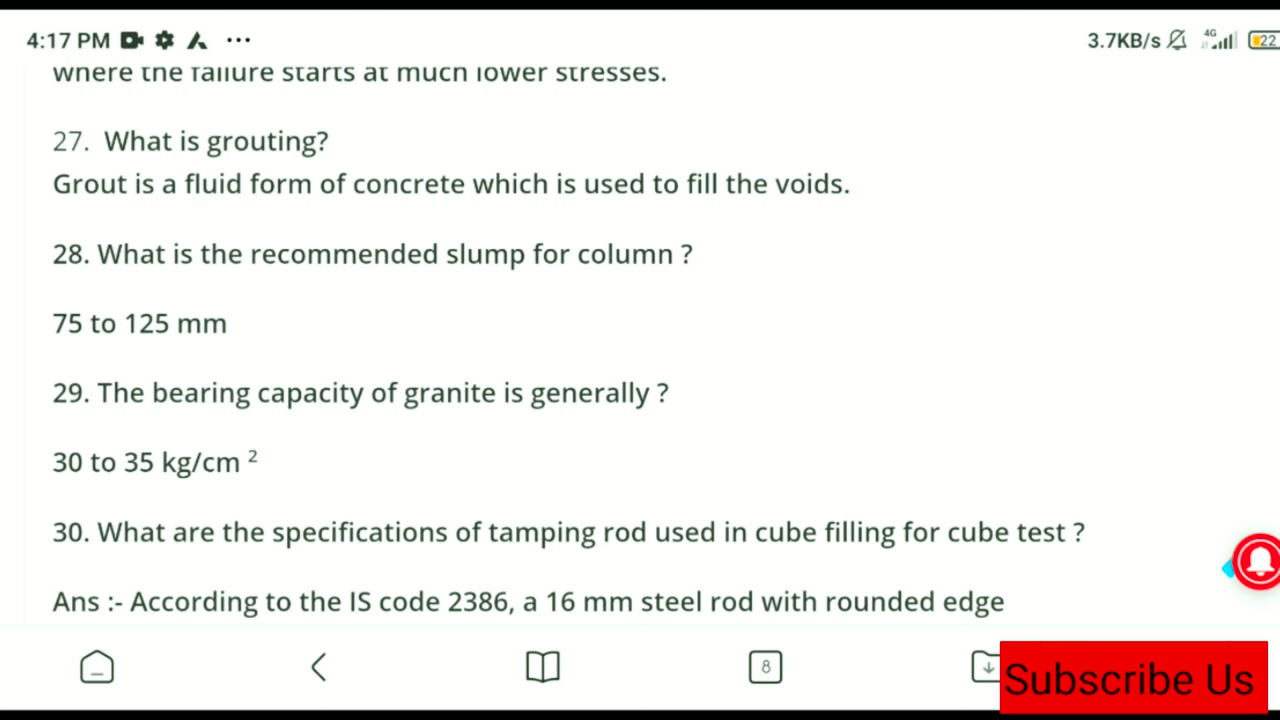 4:17 PM ... 3.7KB/s 4G 22
where the failure starts at much lower stresses.
27. What is grouting?
Grout is a fluid form of concrete which is used to fill the voids.
28. What is the recommended slump for column ?
75 to 125 mm
29. The bearing capacity of granite is generally ?
30 to 35 kg/cm ²
30. What are the specifications of tamping rod used in cube filling for cube test ?
Ans :- According to the IS code 2386, a 16 mm steel rod with rounded edge
8
Subscribe Us